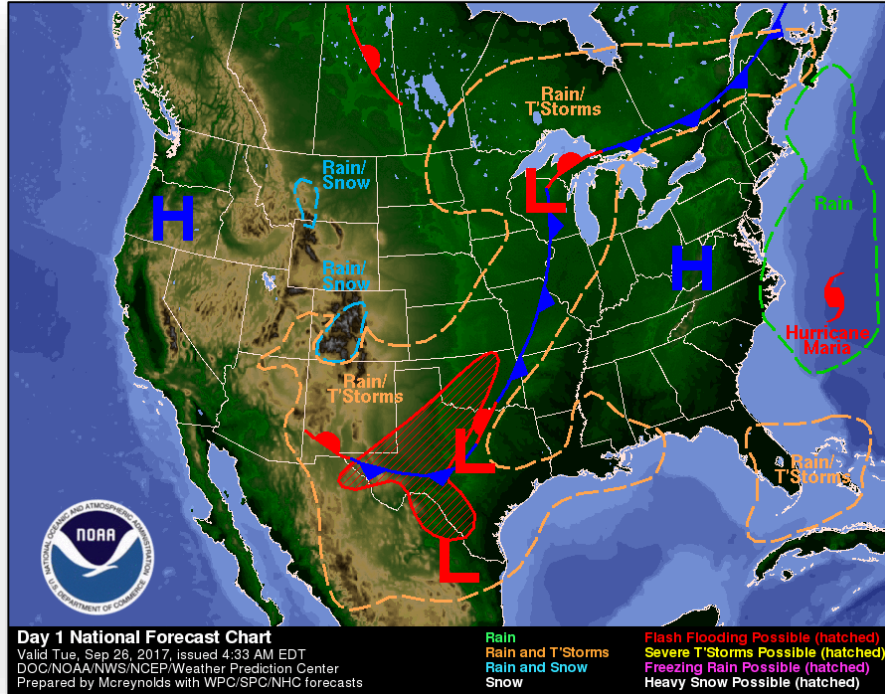 Rain/
T'Storms
Rain/
Snow
H
L
Rain
H
Rain/
Snow
Hurricane
Maria
Rain/
T'Storms
L
Rain/
T'Storms
L
NATIONAL OCEANIC AND ATMOSPHERIC ADMINISTRATION
NOAA
U.S. DEPARTMENT OF COMMERCE
Day 1 National Forecast Chart
Valid Tue, Sep 26, 2017, issued 4:33 AM EDT
DOC/NOAA/NWS/NCEP/Weather Prediction Center
Prepared by Mcreynolds with WPC/SPC/NHC forecasts
Rain
Rain and T'Storms
Rain and Snow
Snow
Flash Flooding Possible (hatched)
Severe T'Storms Possible (hatched)
Freezing Rain Possible (hatched)
Heavy Snow Possible (hatched)